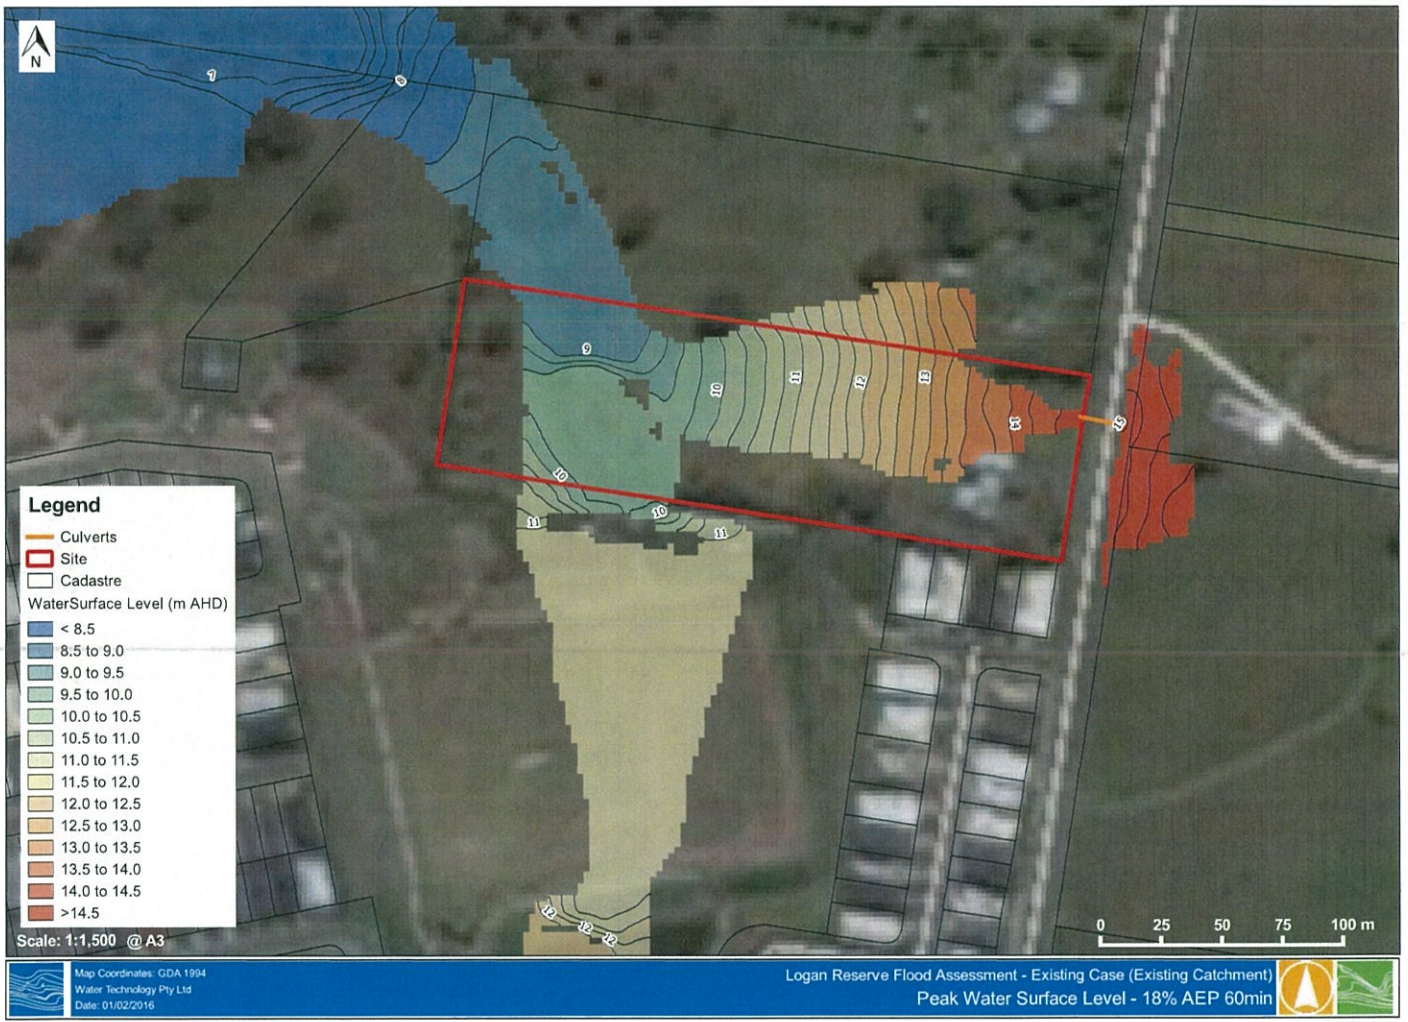 N
7
8
9
10
11
12
13
14
15
10
11
10
11
12
12
12
Legend
Culverts
Site
Cadastre
WaterSurface Level (m AHD)
< 8.5
8.5 to 9.0
9.0 to 9.5
9.5 to 10.0
10.0 to 10.5
10.5 to 11.0
11.0 to 11.5
11.5 to 12.0
12.0 to 12.5
12.5 to 13.0
13.0 to 13.5
13.5 to 14.0
14.0 to 14.5
>14.5
Scale: 1:1,500 @ A3
0 25 50 75 100 m
Map Coordinates: GDA 1994
Water Technology Pty Ltd
Date: 01/02/2016
Logan Reserve Flood Assessment - Existing Case (Existing Catchment)
Peak Water Surface Level - 18% AEP 60min